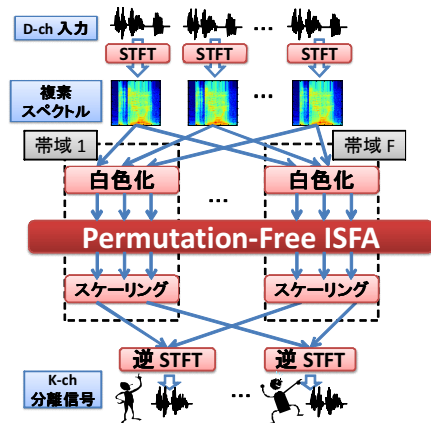 D-ch 入力
STFT STFT ... STFT
複素
スペクトル
...
帯域 1
帯域 F
白色化 ... 白色化
Permutation-Free ISFA
スケーリング スケーリング
逆 STFT 逆 STFT
K-ch
分離信号
...